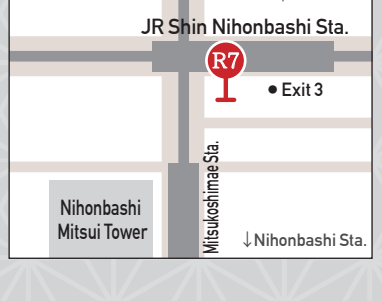 JR Shin Nihonbashi Sta.
R7
● Exit 3
Mitsukoshimae Sta.
Nihonbashi
Mitsui Tower
↓Nihonbashi Sta.